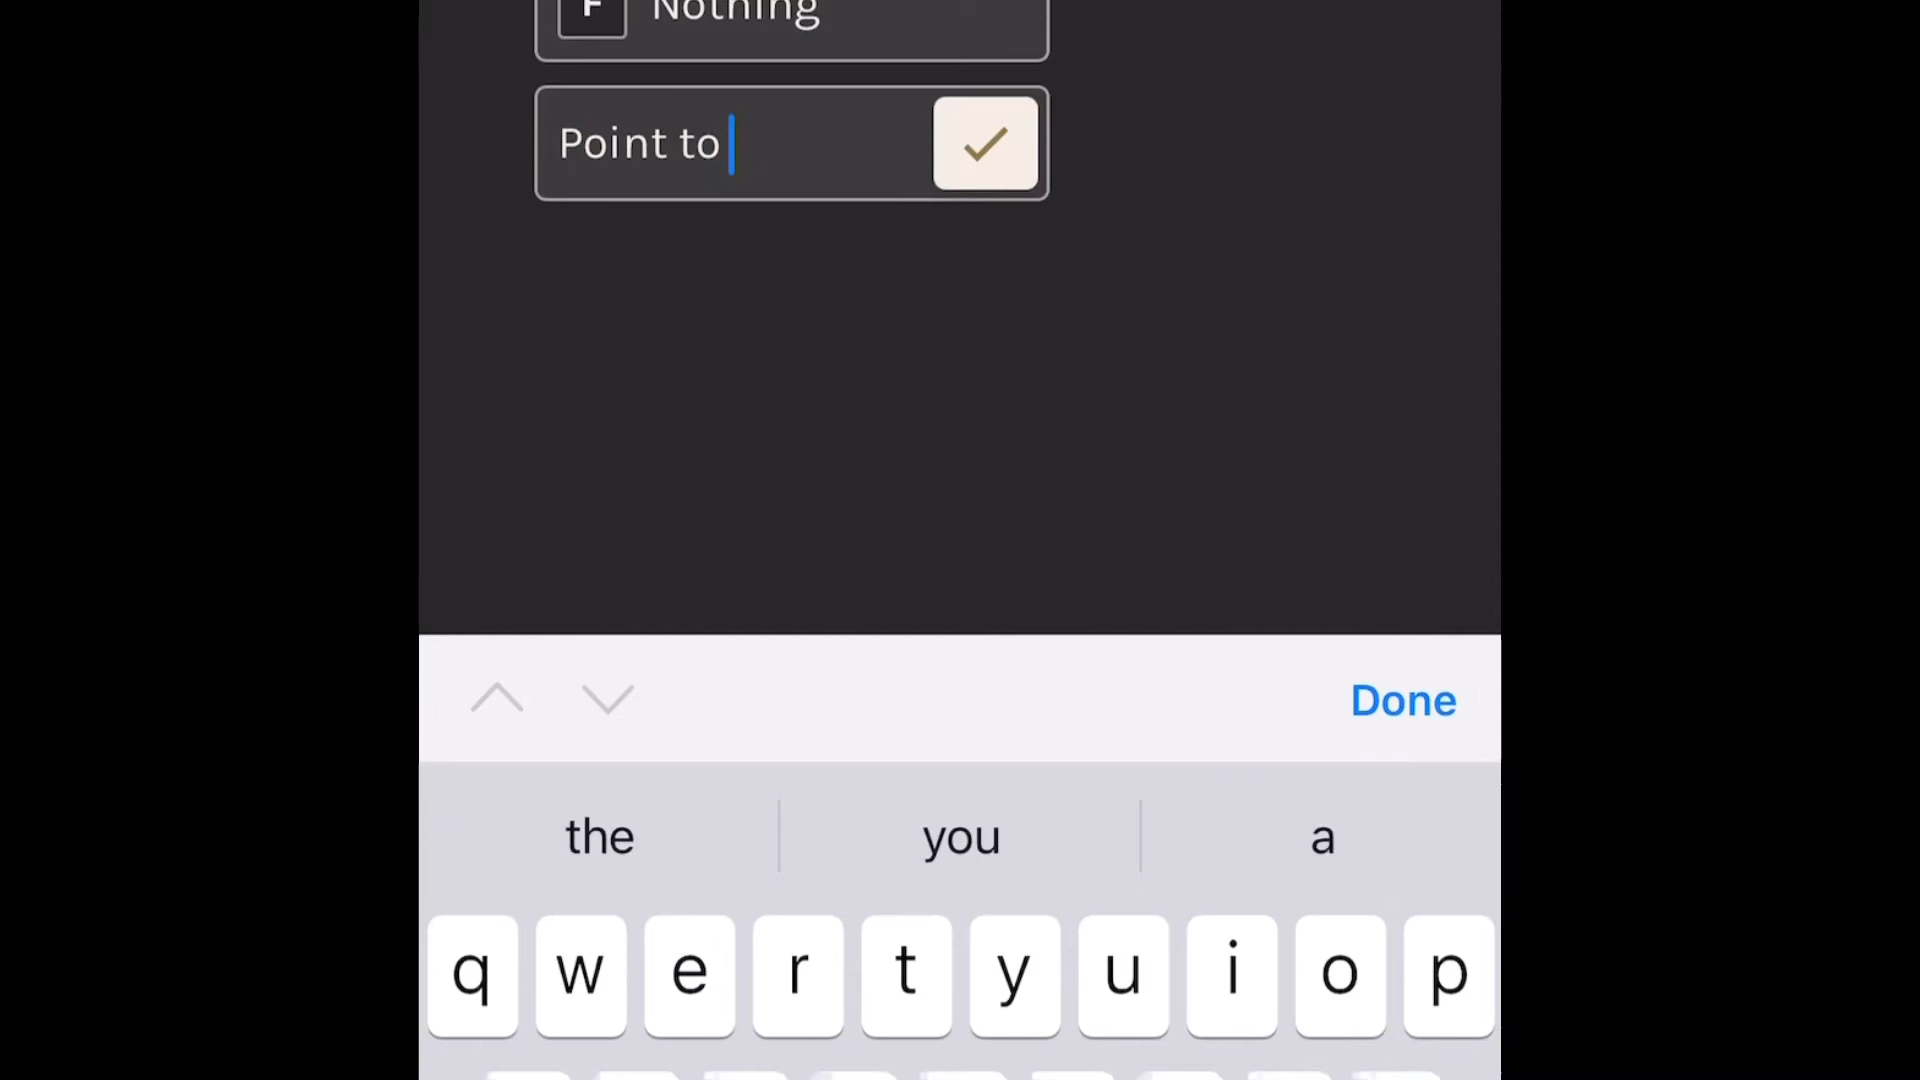 F Nothing
Point to
Done
the you a
q w e r t y u i o p